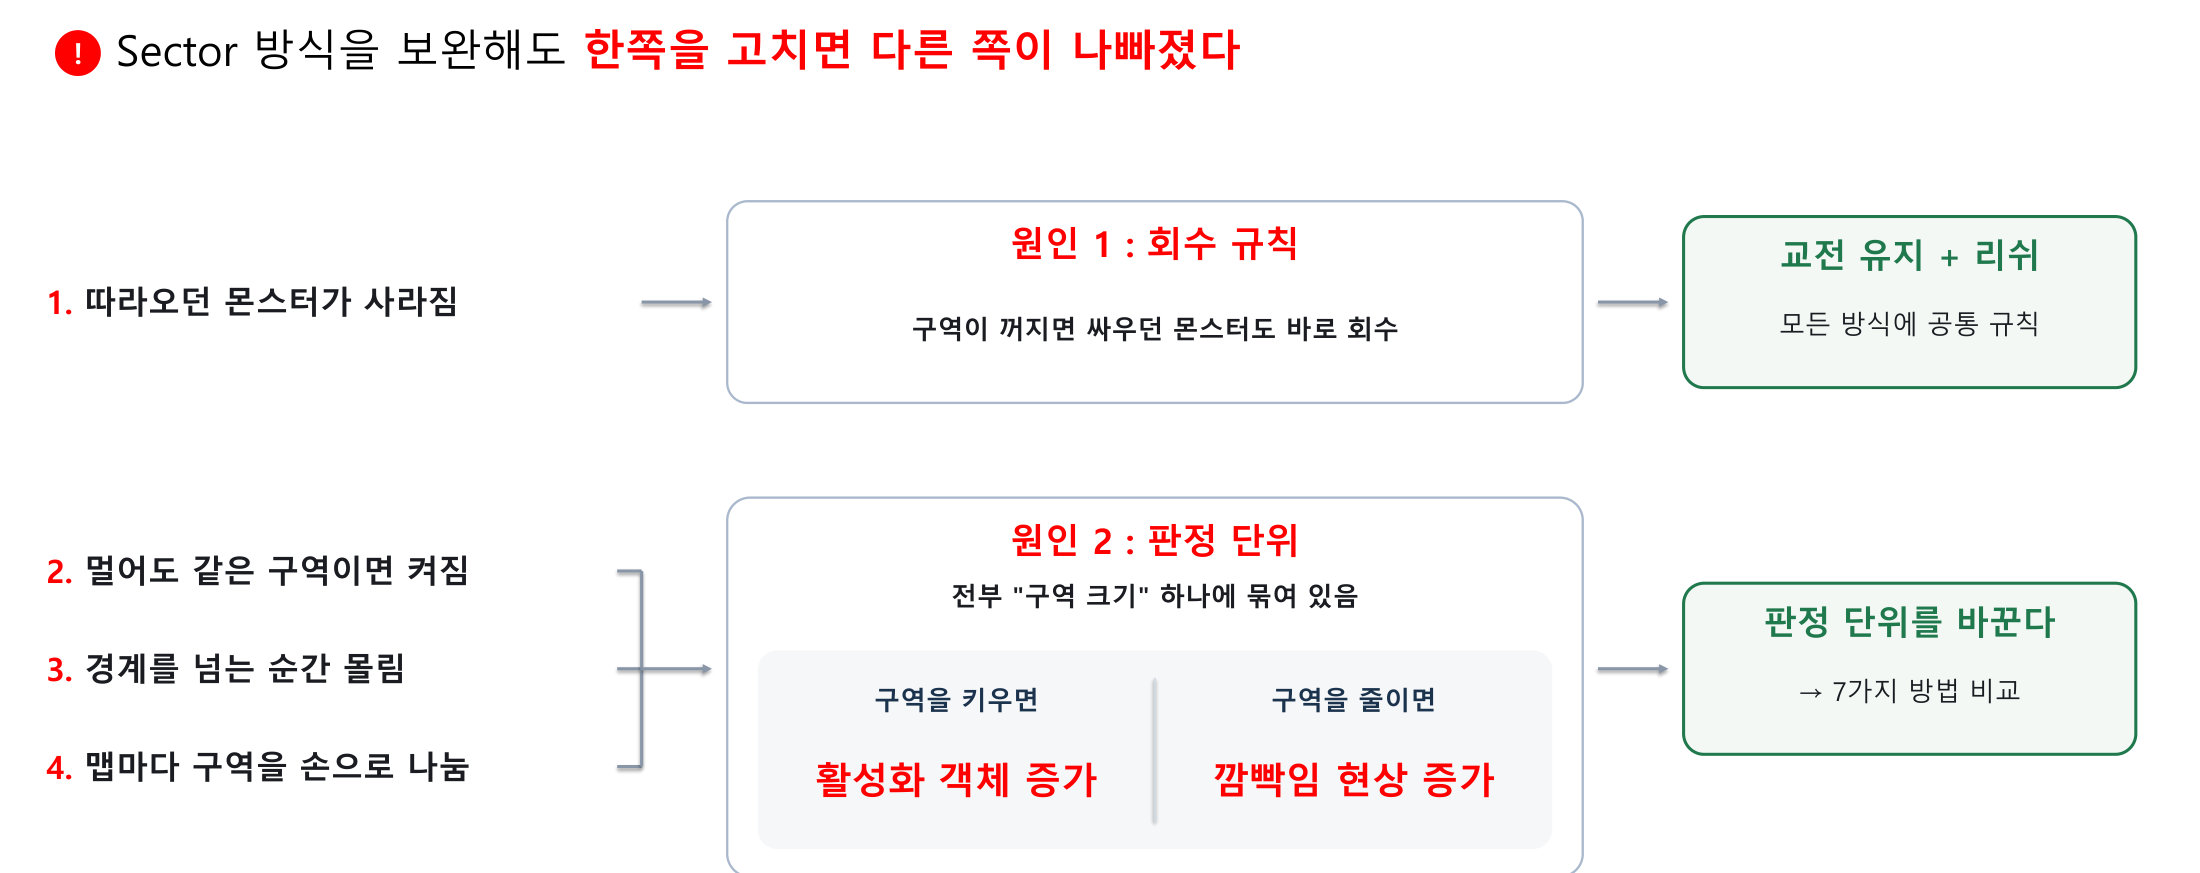 ! Sector 방식을 보완해도 한쪽을 고치면 다른 쪽이 나빠졌다
1. 따라오던 몬스터가 사라짐
원인 1 : 회수 규칙
구역이 꺼지면 싸우던 몬스터도 바로 회수
교전 유지 + 리쉬
모든 방식에 공통 규칙
2. 멀어도 같은 구역이면 켜짐
3. 경계를 넘는 순간 몰림
4. 맵마다 구역을 손으로 나눔
원인 2 : 판정 단위
전부 "구역 크기" 하나에 묶여 있음
구역을 키우면
활성화 객체 증가
구역을 줄이면
깜빡임 현상 증가
판정 단위를 바꾼다
→ 7가지 방법 비교